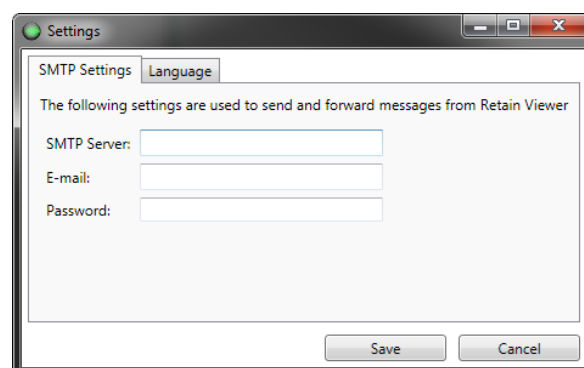 Settings
SMTP Settings Language
The following settings are used to send and forward messages from Retain Viewer
SMTP Server:
E-mail:
Password:
Save Cancel